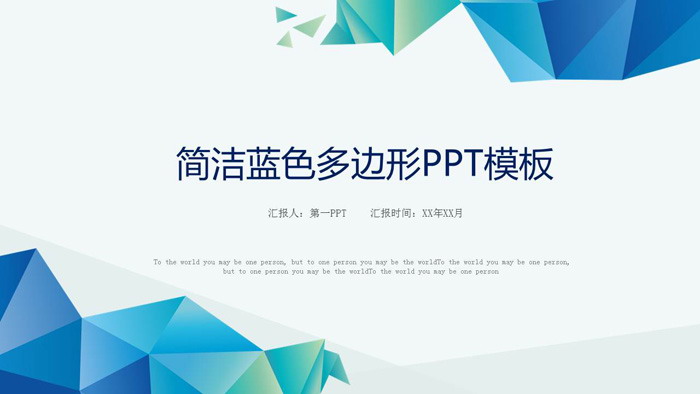 简洁蓝色多边形PPT模板
汇报人：第一PPT 汇报时间：XX年XX月
To the world you may be one person, but to one person you may be the worldTo the world you may be one person,
but to one person you may be the worldTo the world you may be one person